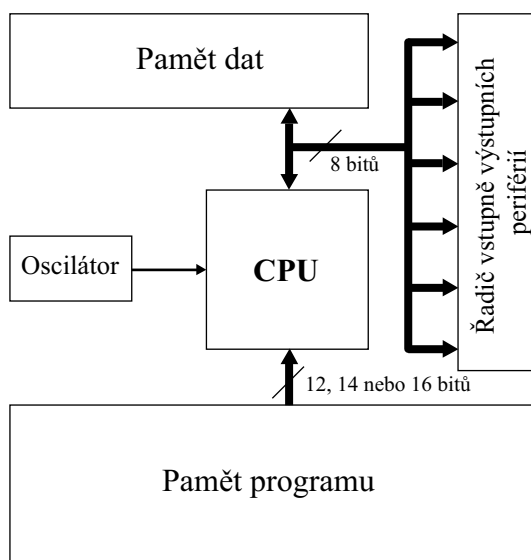 Pamět dat
8 bitů
Řadič vstupně výstupních
periférií
Oscilátor
CPU
12, 14 nebo 16 bitů
Pamět programu